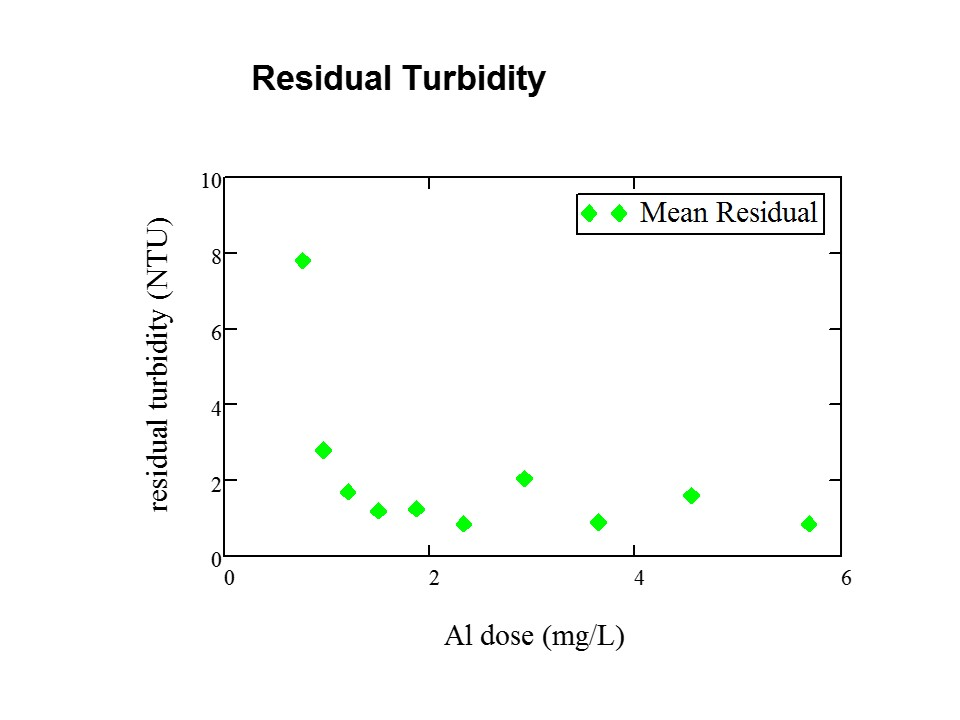 Residual Turbidity
10
Mean Residual
8
6
4
2
0
residual turbidity (NTU)
0 2 4 6
Al dose (mg/L)